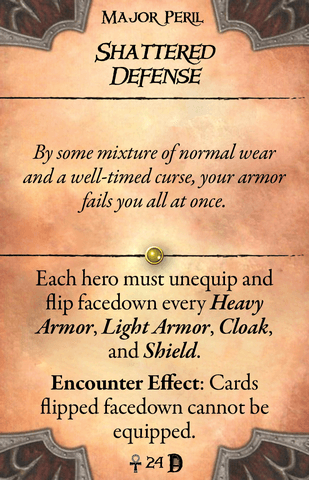 Major Peril
Shattered
Defense
By some mixture of normal wear
and a well-timed curse, your armor
fails you all at once.
Each hero must unequip and
flip facedown every Heavy
Armor, Light Armor, Cloak,
and Shield.
Encounter Effect: Cards
flipped facedown cannot be
equipped.
24 D